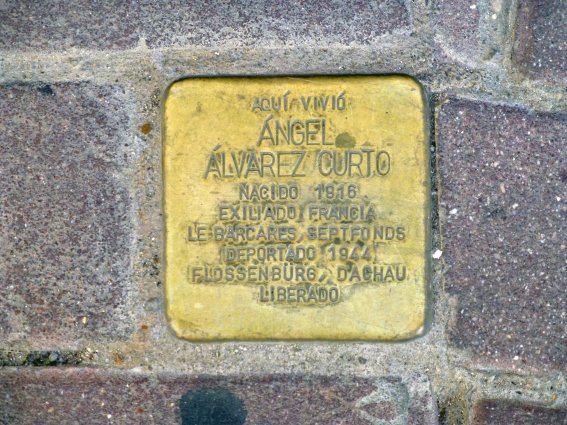 AQUÍ VIVIÓ
ÁNGEL
ÁLVAREZ CURTO
NACIDO 1916
EXILIADO FRANCIA
LE BARCARES, SEPTFONDS
DEPORTADO 1944
FLOSSENBÜRG, DACHAU
LIBERADO